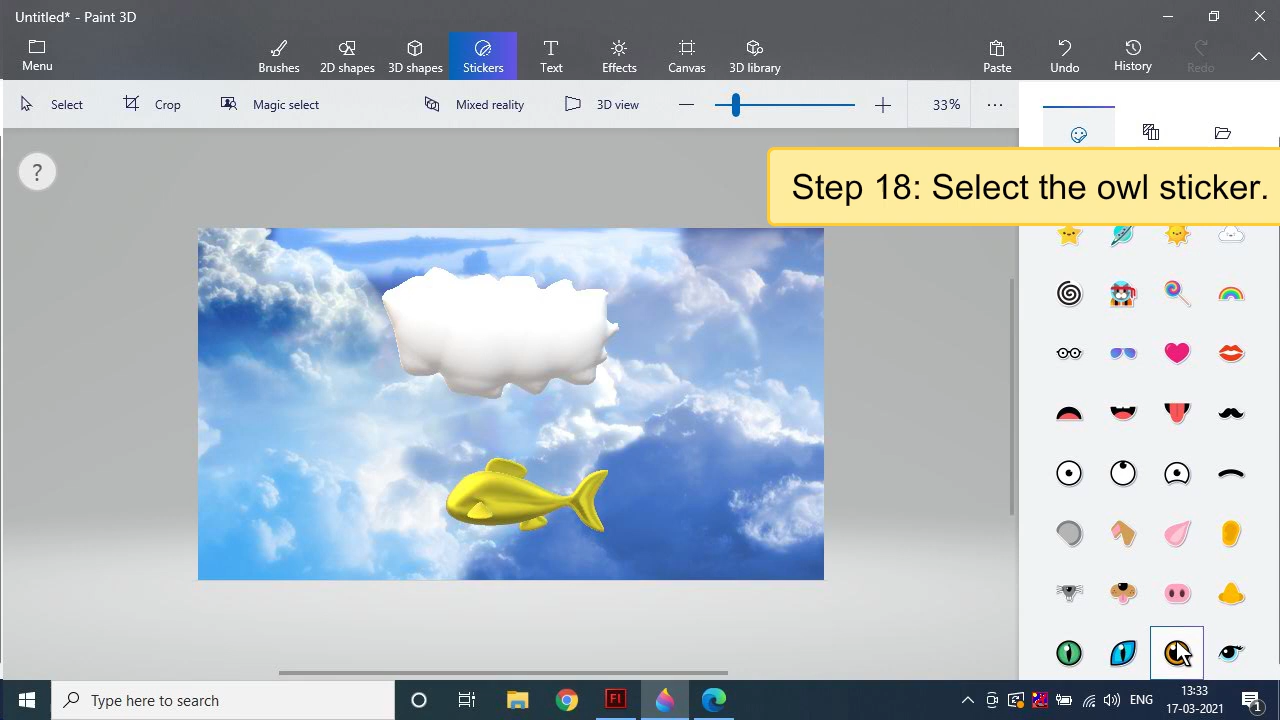 Untitled* - Paint 3D
Menu
Brushes
2D shapes
3D shapes
Stickers
Text
Effects
Canvas
3D library
Paste
Undo
History
Redo
Select
Crop
Magic select
Mixed reality
3D view
33%
?
Step 18: Select the owl sticker.
Type here to search
Fl
ENG
13:33
17-03-2021
1